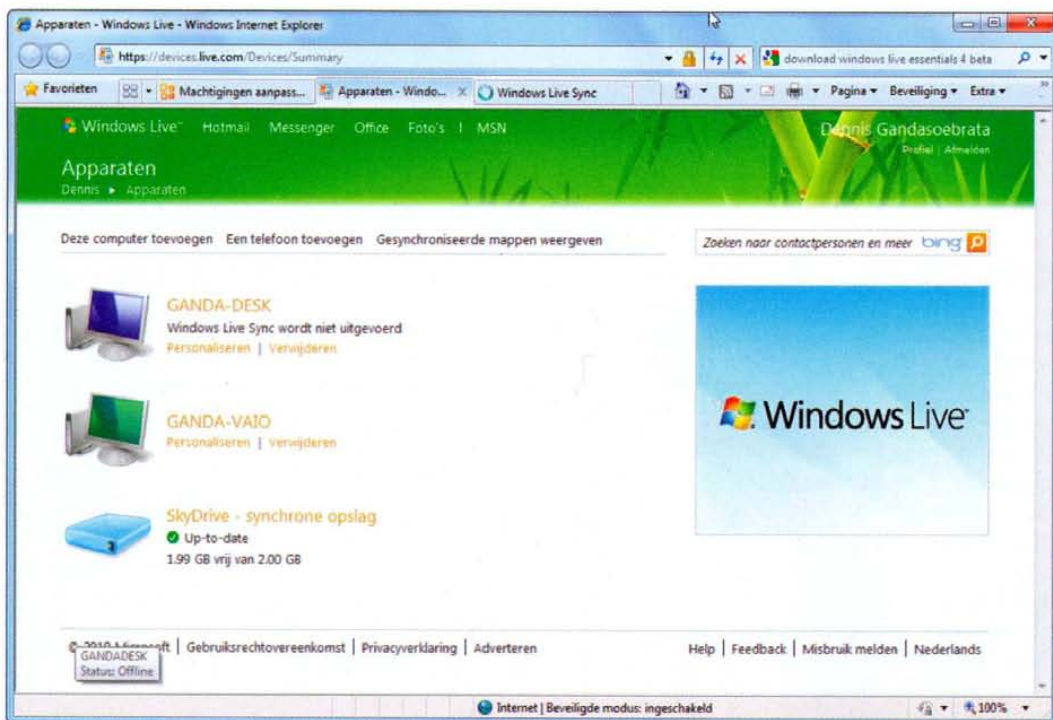 Apparaten - Windows Live - Windows Internet Explorer
https://devices.live.com/Devices/Summary
download windows live essentials 4 beta
Favorieten
Machtigingen aanpass...
Apparaten - Windo...
Windows Live Sync
Pagina
Beveiliging
Extra
Windows Live™ Hotmail Messenger Office Foto's | MSN
Dennis Gandasoebrata
Profiel | Afmelden
Apparaten
Dennis ▸ Apparaten
Deze computer toevoegen Een telefoon toevoegen Gesynchroniseerde mappen weergeven
Zoeken naar contactpersonen en meer bing
GANDA-DESK
Windows Live Sync wordt niet uitgevoerd
Personaliseren | Verwijderen
GANDA-VAIO
Personaliseren | Verwijderen
Windows Live™
SkyDrive - synchrone opslag
Up-to-date
1.99 GB vrij van 2.00 GB
© 2010 Microsoft | Gebruiksrechtovereenkomst | Privacyverklaring | Adverteren
Help | Feedback | Misbruik melden | Nederlands
GANDADESK
Status: Offline
Internet | Beveiligde modus: ingeschakeld
100%